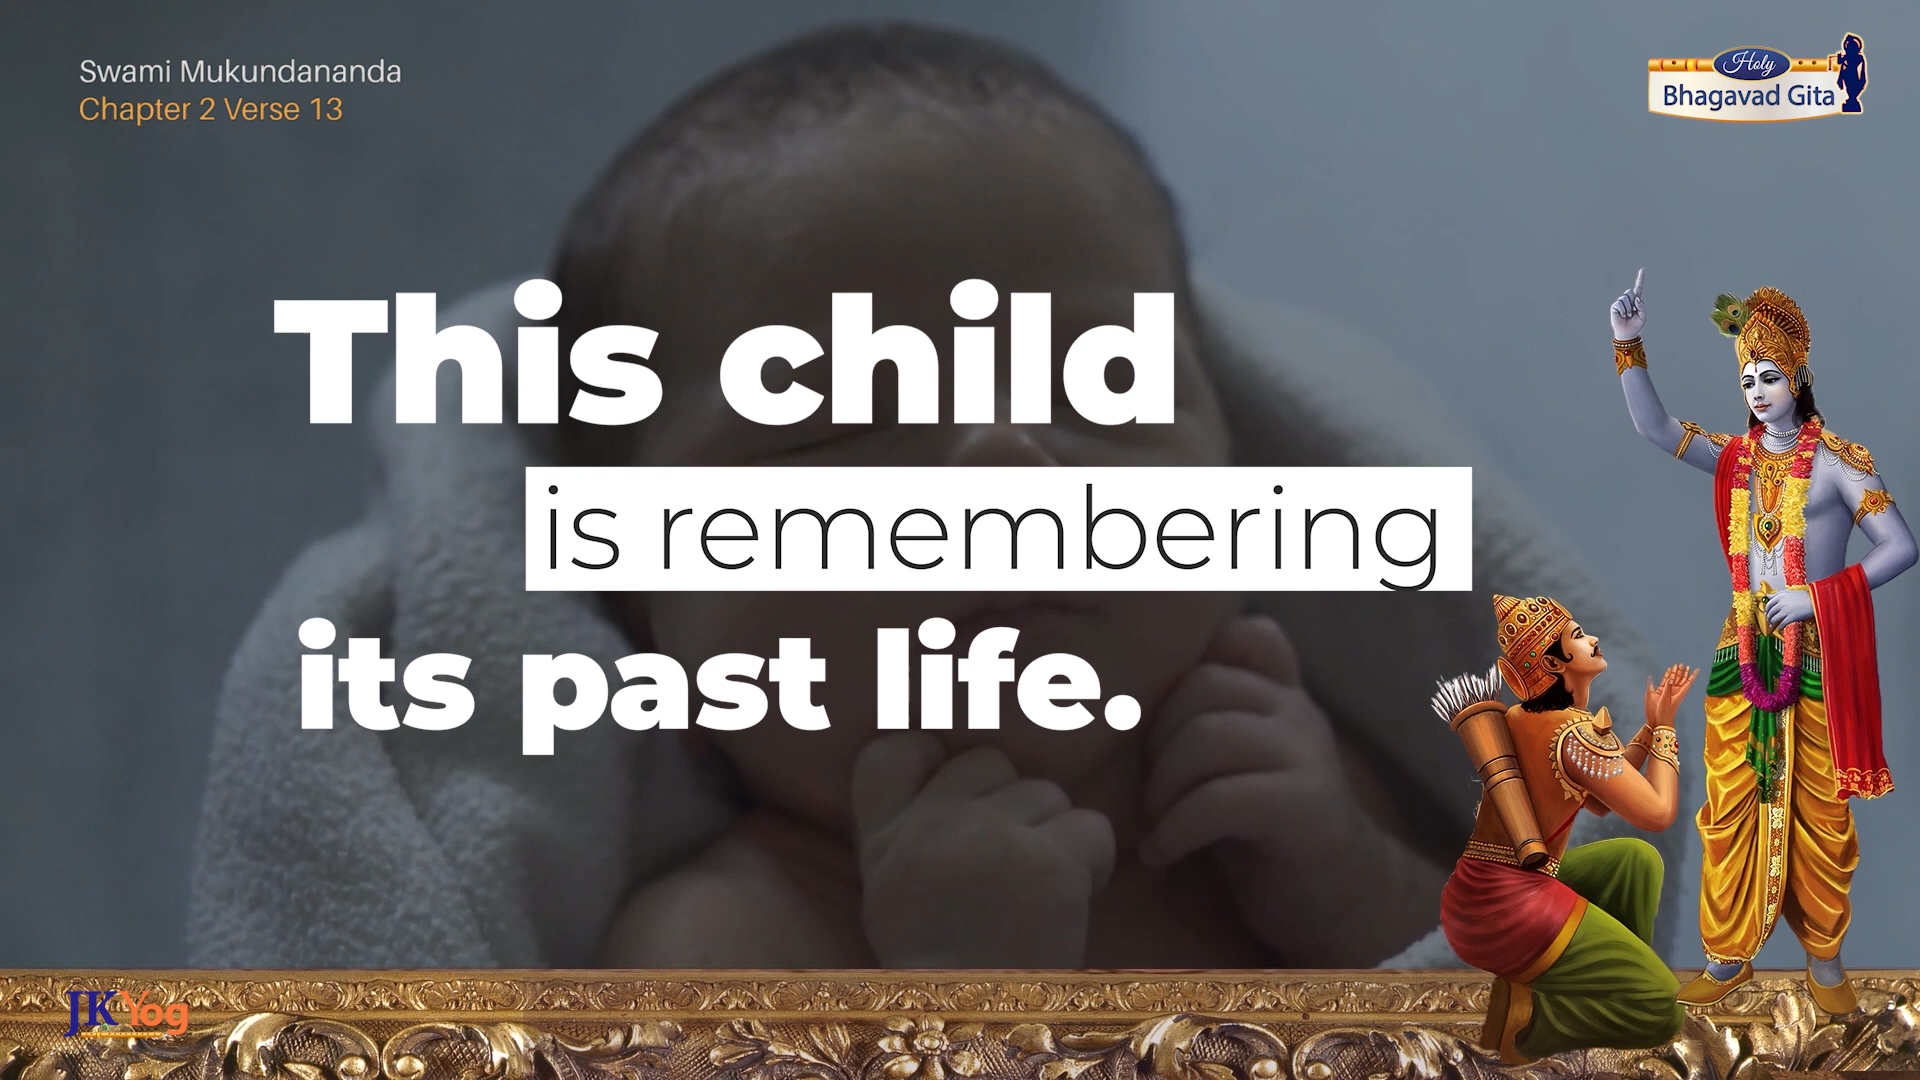 Swami Mukundananda
Chapter 2 Verse 13
Holy
Bhagavad Gita
This child
is remembering
its past life.
JKYog